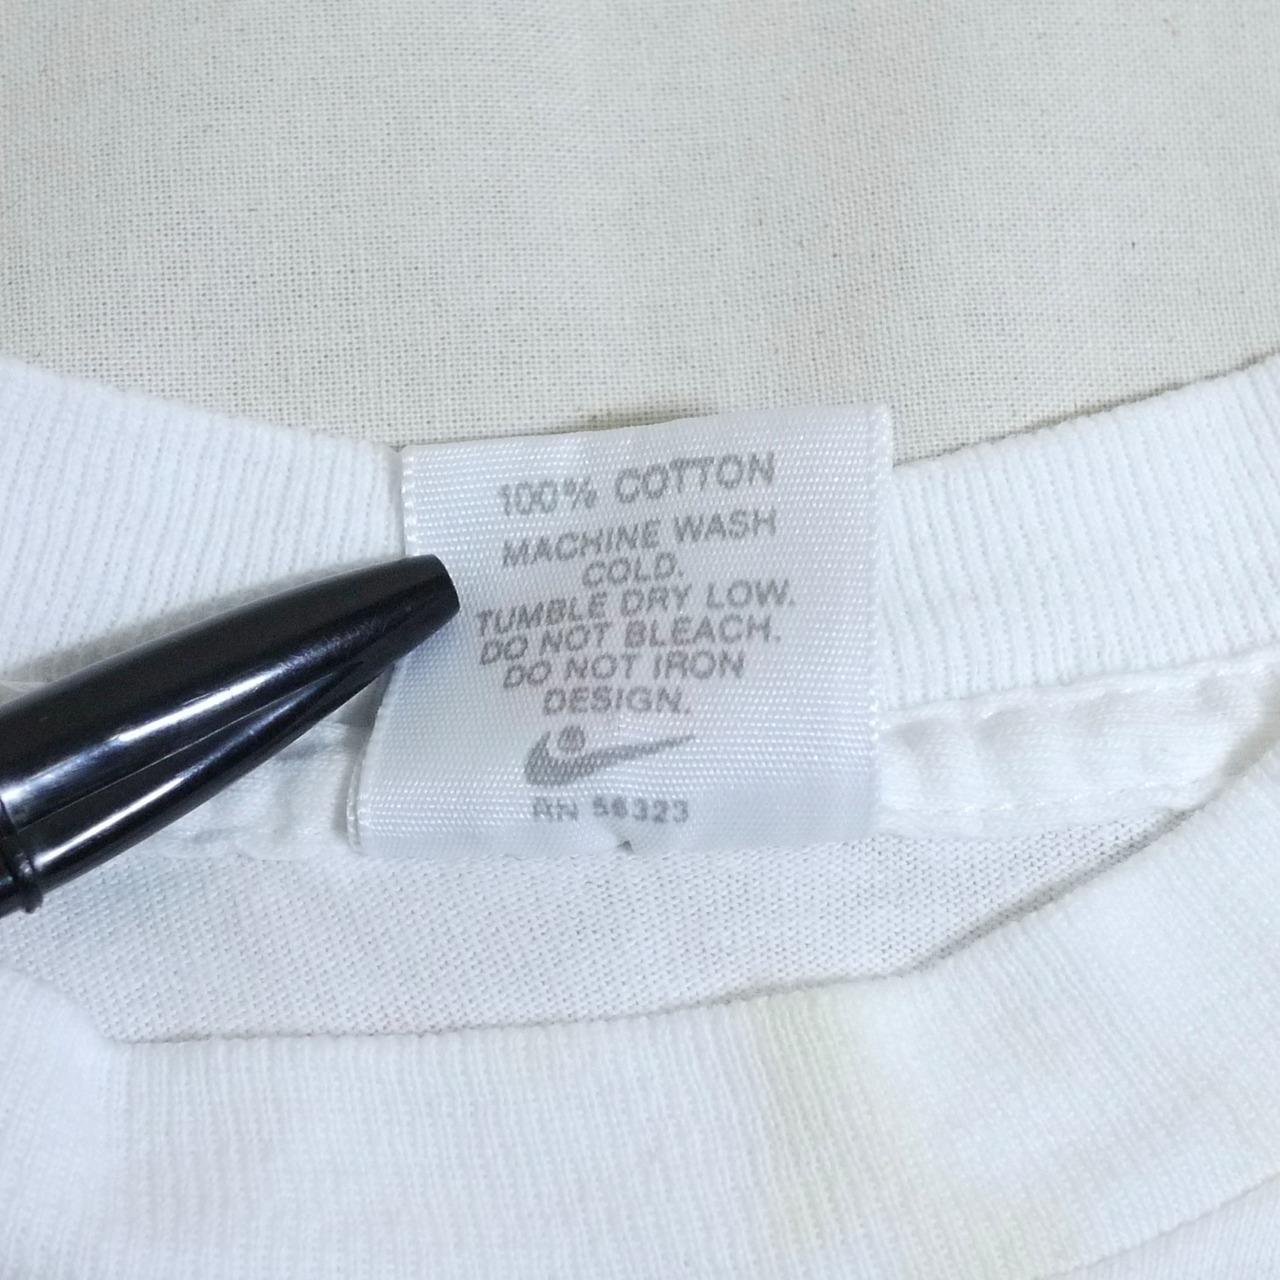 100% COTTON
MACHINE WASH
COLD.
TUMBLE DRY LOW.
DO NOT BLEACH.
DO NOT IRON
DESIGN.
RN 56323